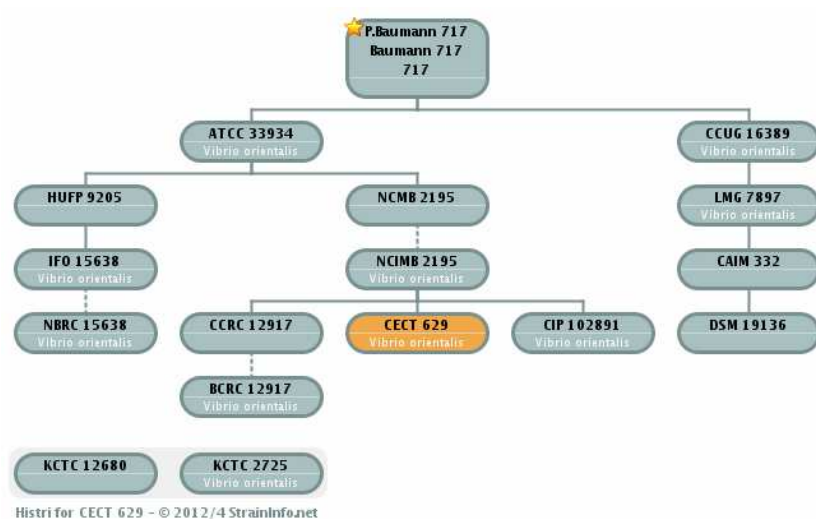 P.Baumann 717
Baumann 717
717
ATCC 33934
Vibrio orientalis
CCUG 16389
Vibrio orientalis
HUFP 9205
NCMB 2195
LMG 7897
Vibrio orientalis
IFO 15638
Vibrio orientalis
NCIMB 2195
Vibrio orientalis
CAIM 332
NBRC 15638
Vibrio orientalis
CCRC 12917
CECT 629
Vibrio orientalis
CIP 102891
Vibrio orientalis
DSM 19136
BCRC 12917
Vibrio orientalis
KCTC 12680
KCTC 2725
Vibrio orientalis
Histri for CECT 629 - © 2012/4 StrainInfo.net